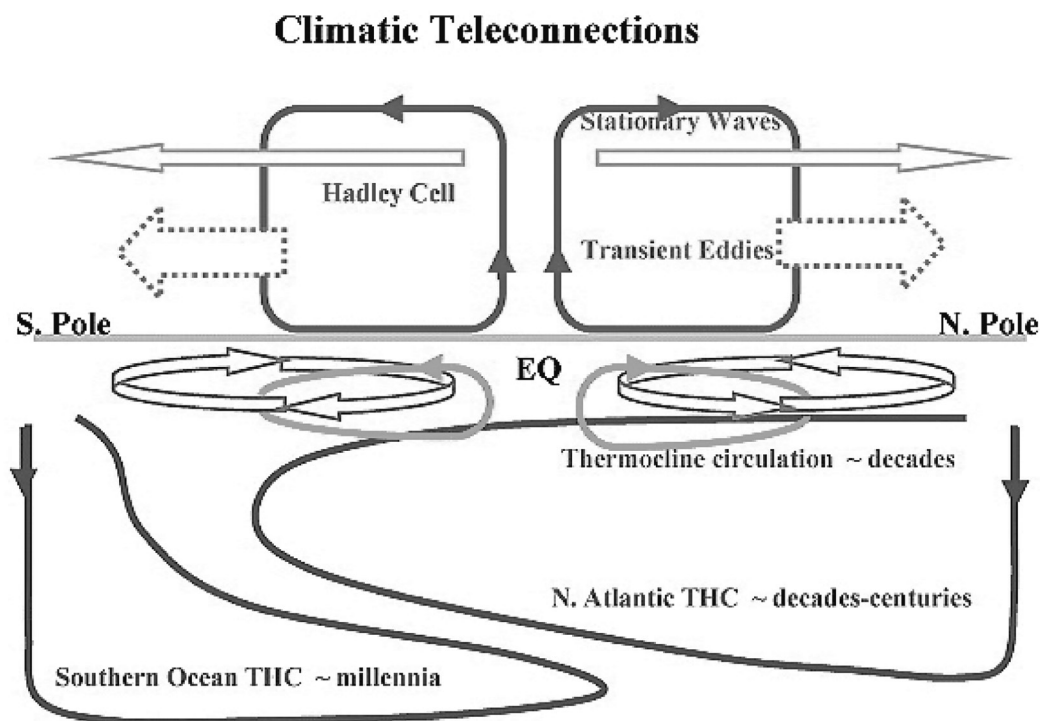 Climatic Teleconnections
Stationary Waves
Hadley Cell
Transient Eddies
S. Pole
N. Pole
EQ
Thermocline circulation ~ decades
N. Atlantic THC ~ decades-centuries
Southern Ocean THC ~ millennia